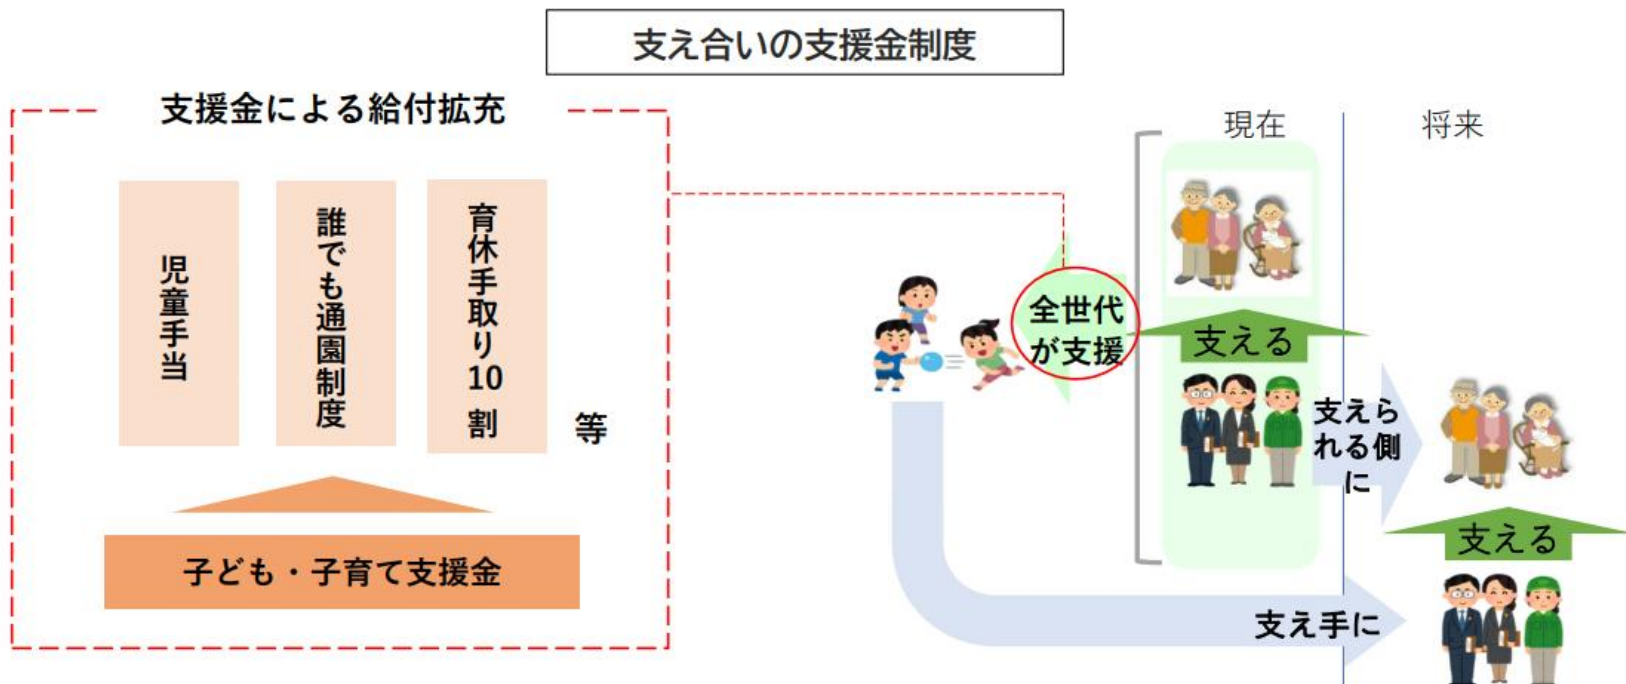 支え合いの支援金制度
支援金による給付拡充
児童手当
誰でも通園制度
育休手取り10割
等
子ども・子育て支援金
現在
将来
全世代
が支援
支える
支えら
れる側
に
支える
支え手に